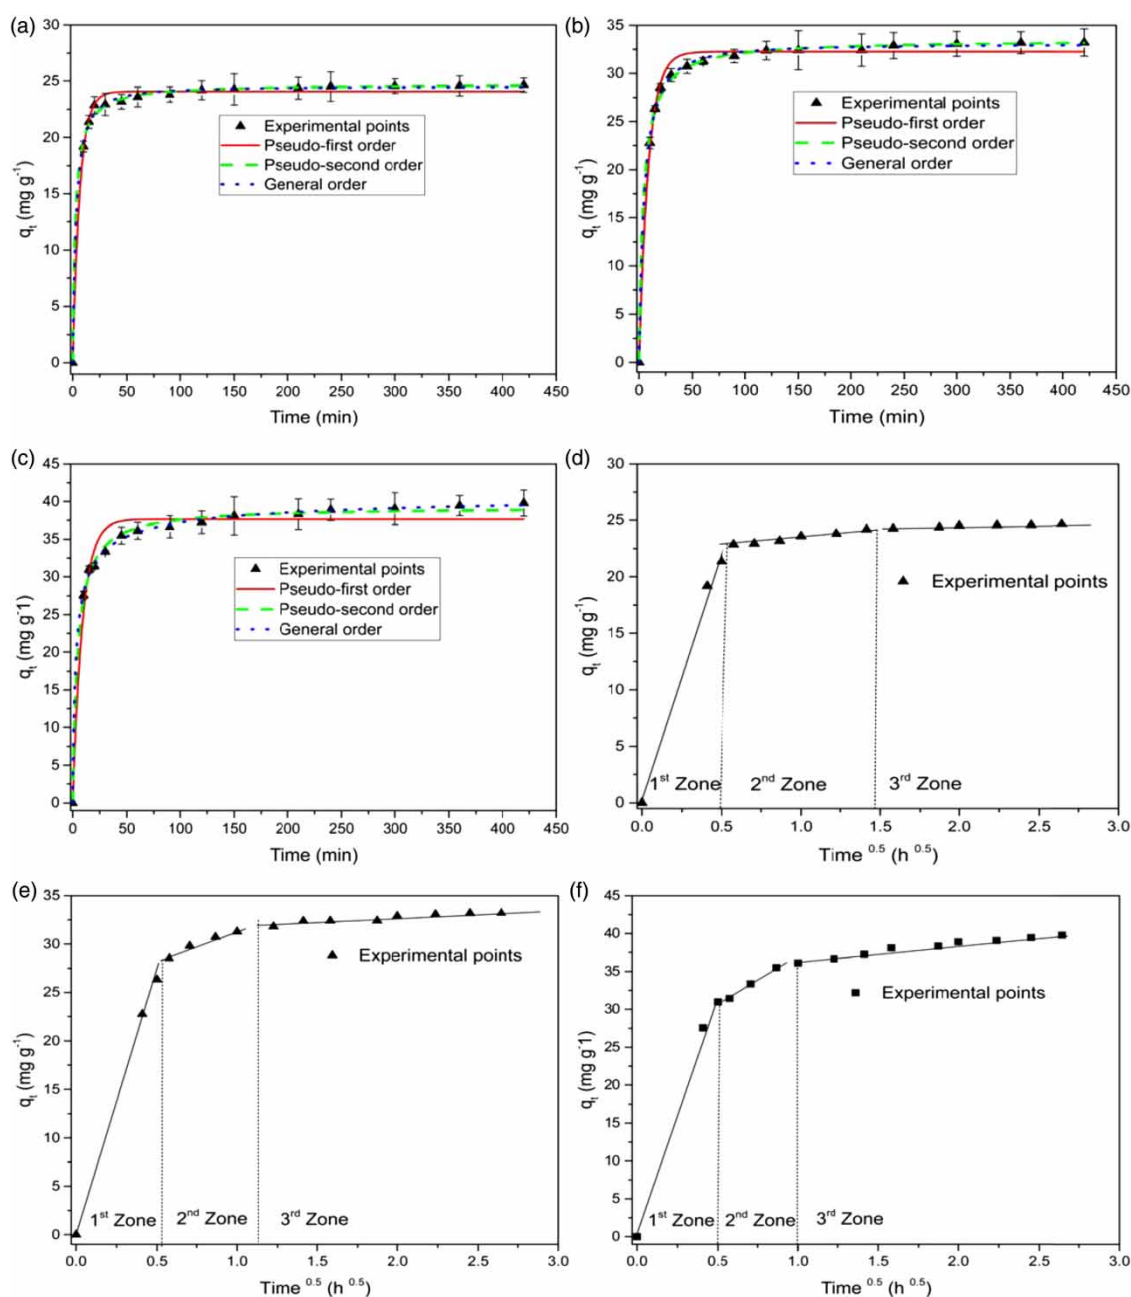 (a)
30
25
20
15
10
5
0
qt (mg g-1)
Experimental points
Pseudo-first order
Pseudo-second order
General order
0 50 100 150 200 250 300 350 400 450
Time (min)
(b)
35
30
25
20
15
10
5
0
qt (mg g-1)
Experimental points
Pseudo-first order
Pseudo-second order
General order
0 50 100 150 200 250 300 350 400 450
Time (min)
(c)
45
40
35
30
25
20
15
10
5
0
qt (mg g-1)
Experimental points
Pseudo-first order
Pseudo-second order
General order
0 50 100 150 200 250 300 350 400 450
Time (min)
(d)
30
25
20
15
10
5
0
qt (mg g-1)
Experimental points
1st Zone 2nd Zone 3rd Zone
0.0 0.5 1.0 1.5 2.0 2.5 3.0
Time 0.5 (h 0.5)
(e)
35
30
25
20
15
10
5
0
qt (mg g-1)
Experimental points
1st Zone 2nd Zone 3rd Zone
0.0 0.5 1.0 1.5 2.0 2.5 3.0
Time 0.5 (h 0.5)
(f)
45
40
35
30
25
20
15
10
5
0
qt (mg g-1)
Experimental points
1st Zone 2nd Zone 3rd Zone
0.0 0.5 1.0 1.5 2.0 2.5 3.0
Time 0.5 (h 0.5)